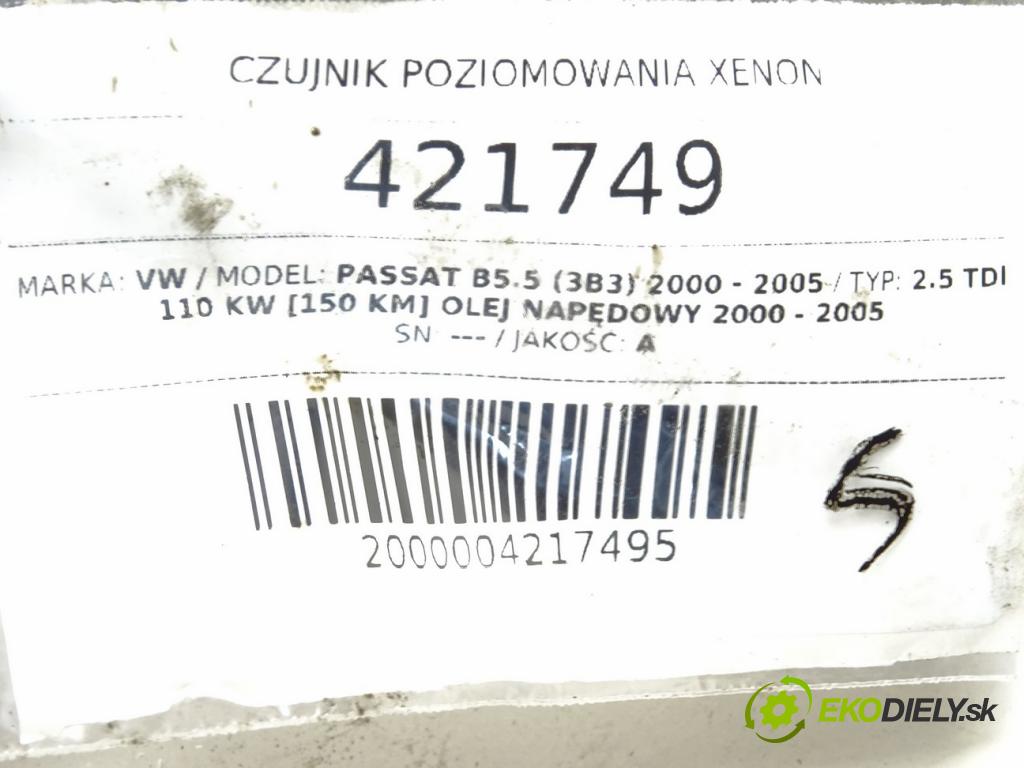 CZUJNIK POZIOMOWANIA XENON
421749
MARKA: VW / MODEL: PASSAT B5.5 (3B3) 2000 - 2005 / TYP: 2.5 TDI
110 KW [150 KM] OLEJ NAPĘDOWY 2000 - 2005
SN: --- / JAKOŚĆ: A
2000004217495
5
EKODIELY.sk